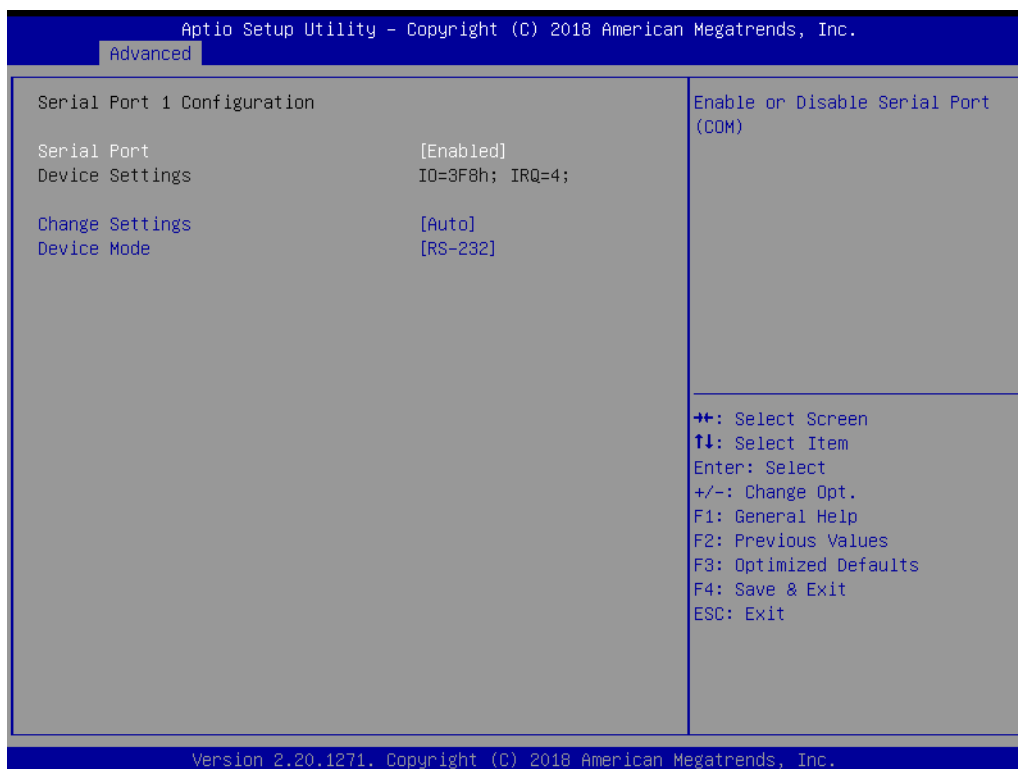 Aptio Setup Utility – Copyright (C) 2018 American Megatrends, Inc.
Advanced
Serial Port 1 Configuration
Serial Port [Enabled]
Device Settings IO=3F8h; IRQ=4;
Change Settings [Auto]
Device Mode [RS-232]
Enable or Disable Serial Port
(COM)
→←: Select Screen
↑↓: Select Item
Enter: Select
+/-: Change Opt.
F1: General Help
F2: Previous Values
F3: Optimized Defaults
F4: Save & Exit
ESC: Exit
Version 2.20.1271. Copyright (C) 2018 American Megatrends, Inc.